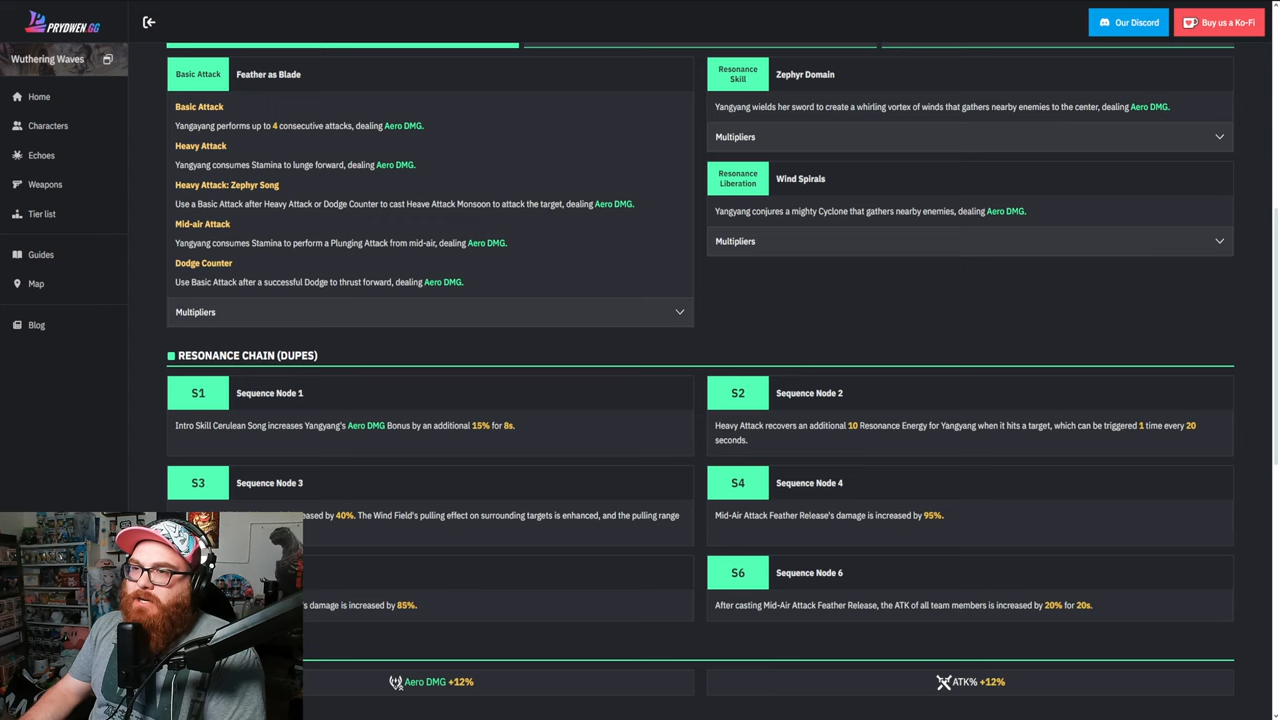 PRYDWEN.GG
Our Discord
Buy us a Ko-Fi
Wuthering Waves
Home
Characters
Echoes
Weapons
Tier list
Guides
Map
Blog
Basic Attack
Feather as Blade
Basic Attack
Yangayang performs up to 4 consecutive attacks, dealing Aero DMG.
Heavy Attack
Yangyang consumes Stamina to lunge forward, dealing Aero DMG.
Heavy Attack: Zephyr Song
Use a Basic Attack after Heavy Attack or Dodge Counter to cast Heave Attack Monsoon to attack the target, dealing Aero DMG.
Mid-air Attack
Yangyang consumes Stamina to perform a Plunging Attack from mid-air, dealing Aero DMG.
Dodge Counter
Use Basic Attack after a successful Dodge to thrust forward, dealing Aero DMG.
Multipliers
Resonance
Skill
Zephyr Domain
Yangyang wields her sword to create a whirling vortex of winds that gathers nearby enemies to the center, dealing Aero DMG.
Multipliers
Resonance
Liberation
Wind Spirals
Yangyang conjures a mighty Cyclone that gathers nearby enemies, dealing Aero DMG.
Multipliers
RESONANCE CHAIN (DUPES)
S1
Sequence Node 1
Intro Skill Cerulean Song increases Yangyang's Aero DMG Bonus by an additional 15% for 8s.
S2
Sequence Node 2
Heavy Attack recovers an additional 10 Resonance Energy for Yangyang when it hits a target, which can be triggered 1 time every 20
seconds.
S3
Sequence Node 3
ased by 40%. The Wind Field's pulling effect on surrounding targets is enhanced, and the pulling range
S4
Sequence Node 4
Mid-Air Attack Feather Release's damage is increased by 95%.
's damage is increased by 85%.
S6
Sequence Node 6
After casting Mid-Air Attack Feather Release, the ATK of all team members is increased by 20% for 20s.
Aero DMG +12%
ATK% +12%